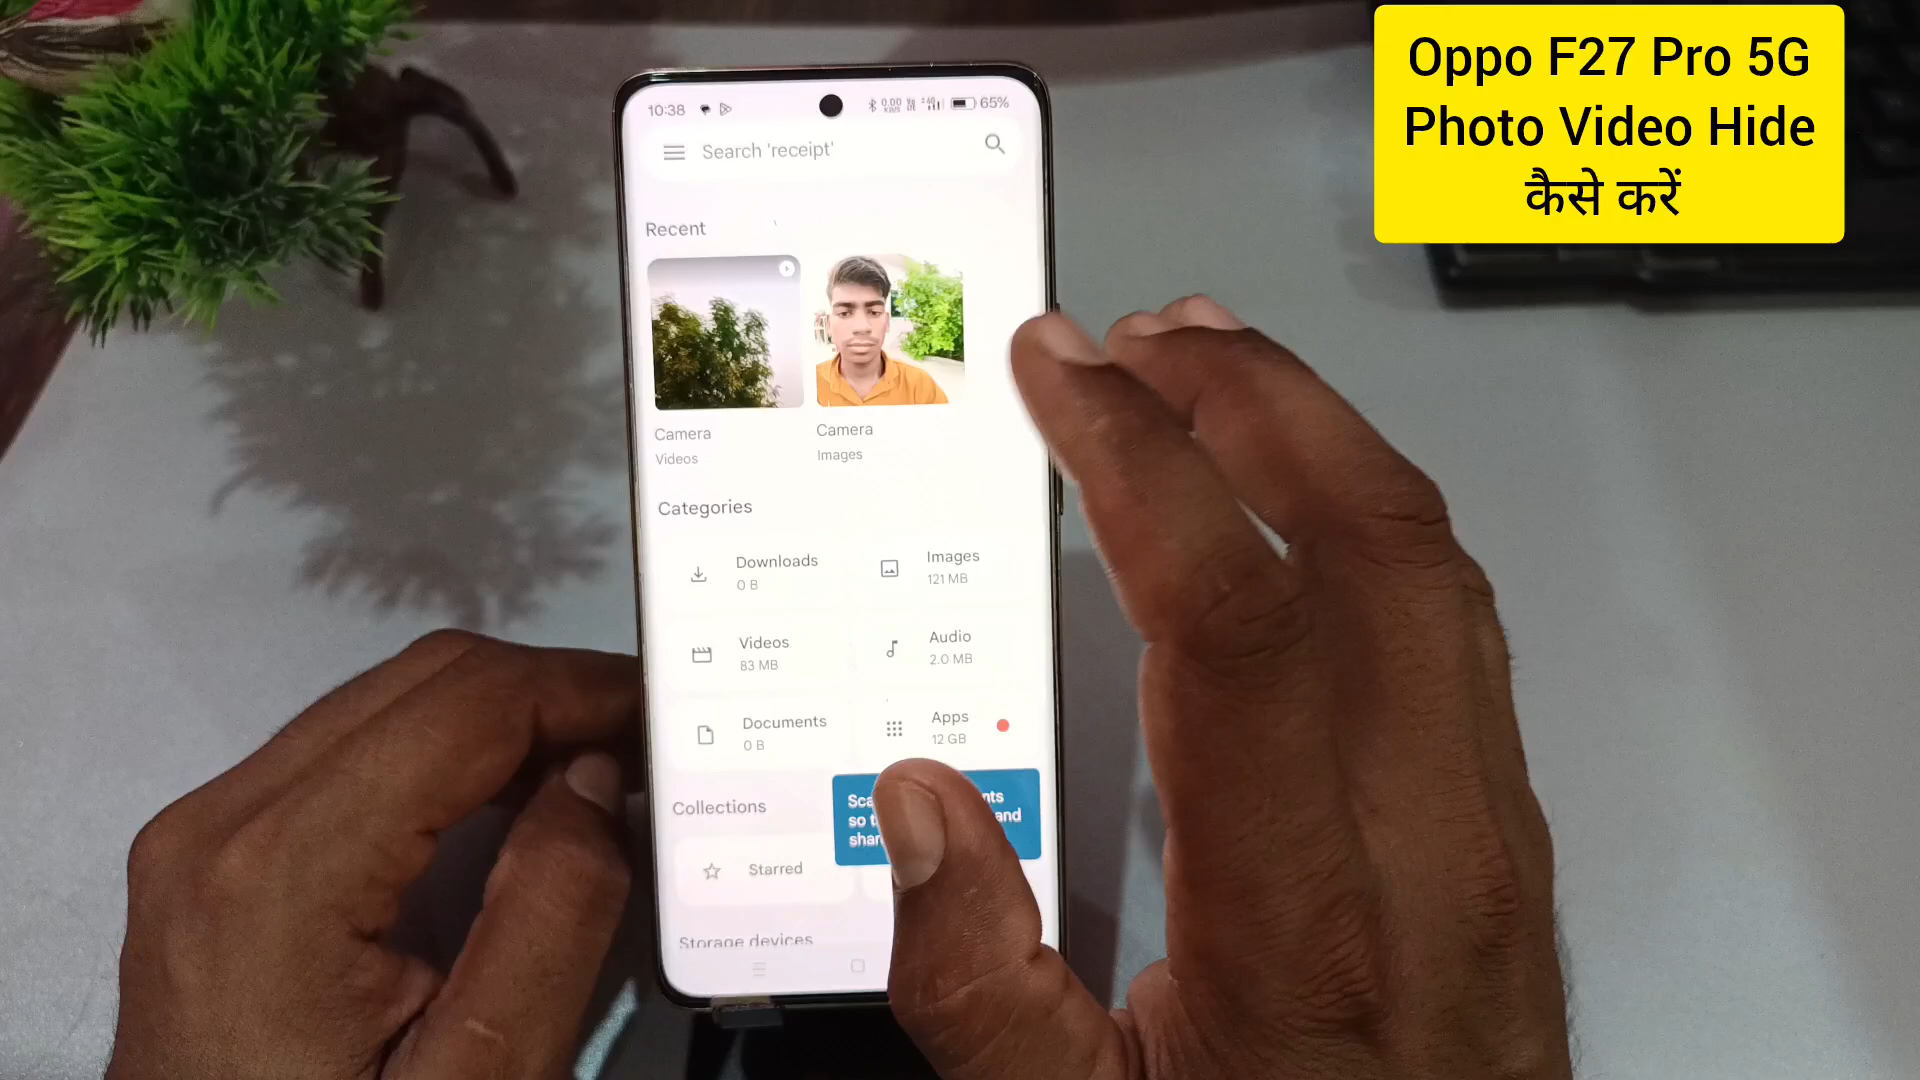 Oppo F27 Pro 5G
Photo Video Hide
कैसे करें
10:38
65%
Search 'receipt'
Recent
Camera
Videos
Camera
Images
Categories
Downloads
0 B
Images
121 MB
Videos
83 MB
Audio
2.0 MB
Documents
0 B
Apps
12 GB
Collections
so
and
Starred
Storage devices